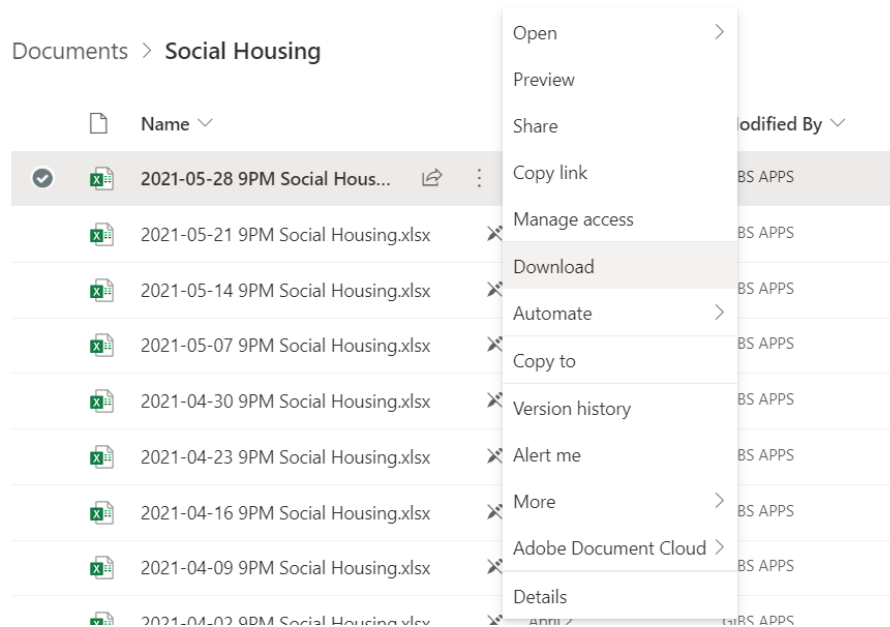 Documents > Social Housing
Name
Modified By
2021-05-28 9PM Social Hous...
BS APPS
2021-05-21 9PM Social Housing.xlsx
BS APPS
2021-05-14 9PM Social Housing.xlsx
BS APPS
2021-05-07 9PM Social Housing.xlsx
BS APPS
2021-04-30 9PM Social Housing.xlsx
BS APPS
2021-04-23 9PM Social Housing.xlsx
BS APPS
2021-04-16 9PM Social Housing.xlsx
BS APPS
2021-04-09 9PM Social Housing.xlsx
BS APPS
2021-04-02 9PM Social Housing.xlsx
April 2
GIBS APPS
Open
Preview
Share
Copy link
Manage access
Download
Automate
Copy to
Version history
Alert me
More
Adobe Document Cloud
Details